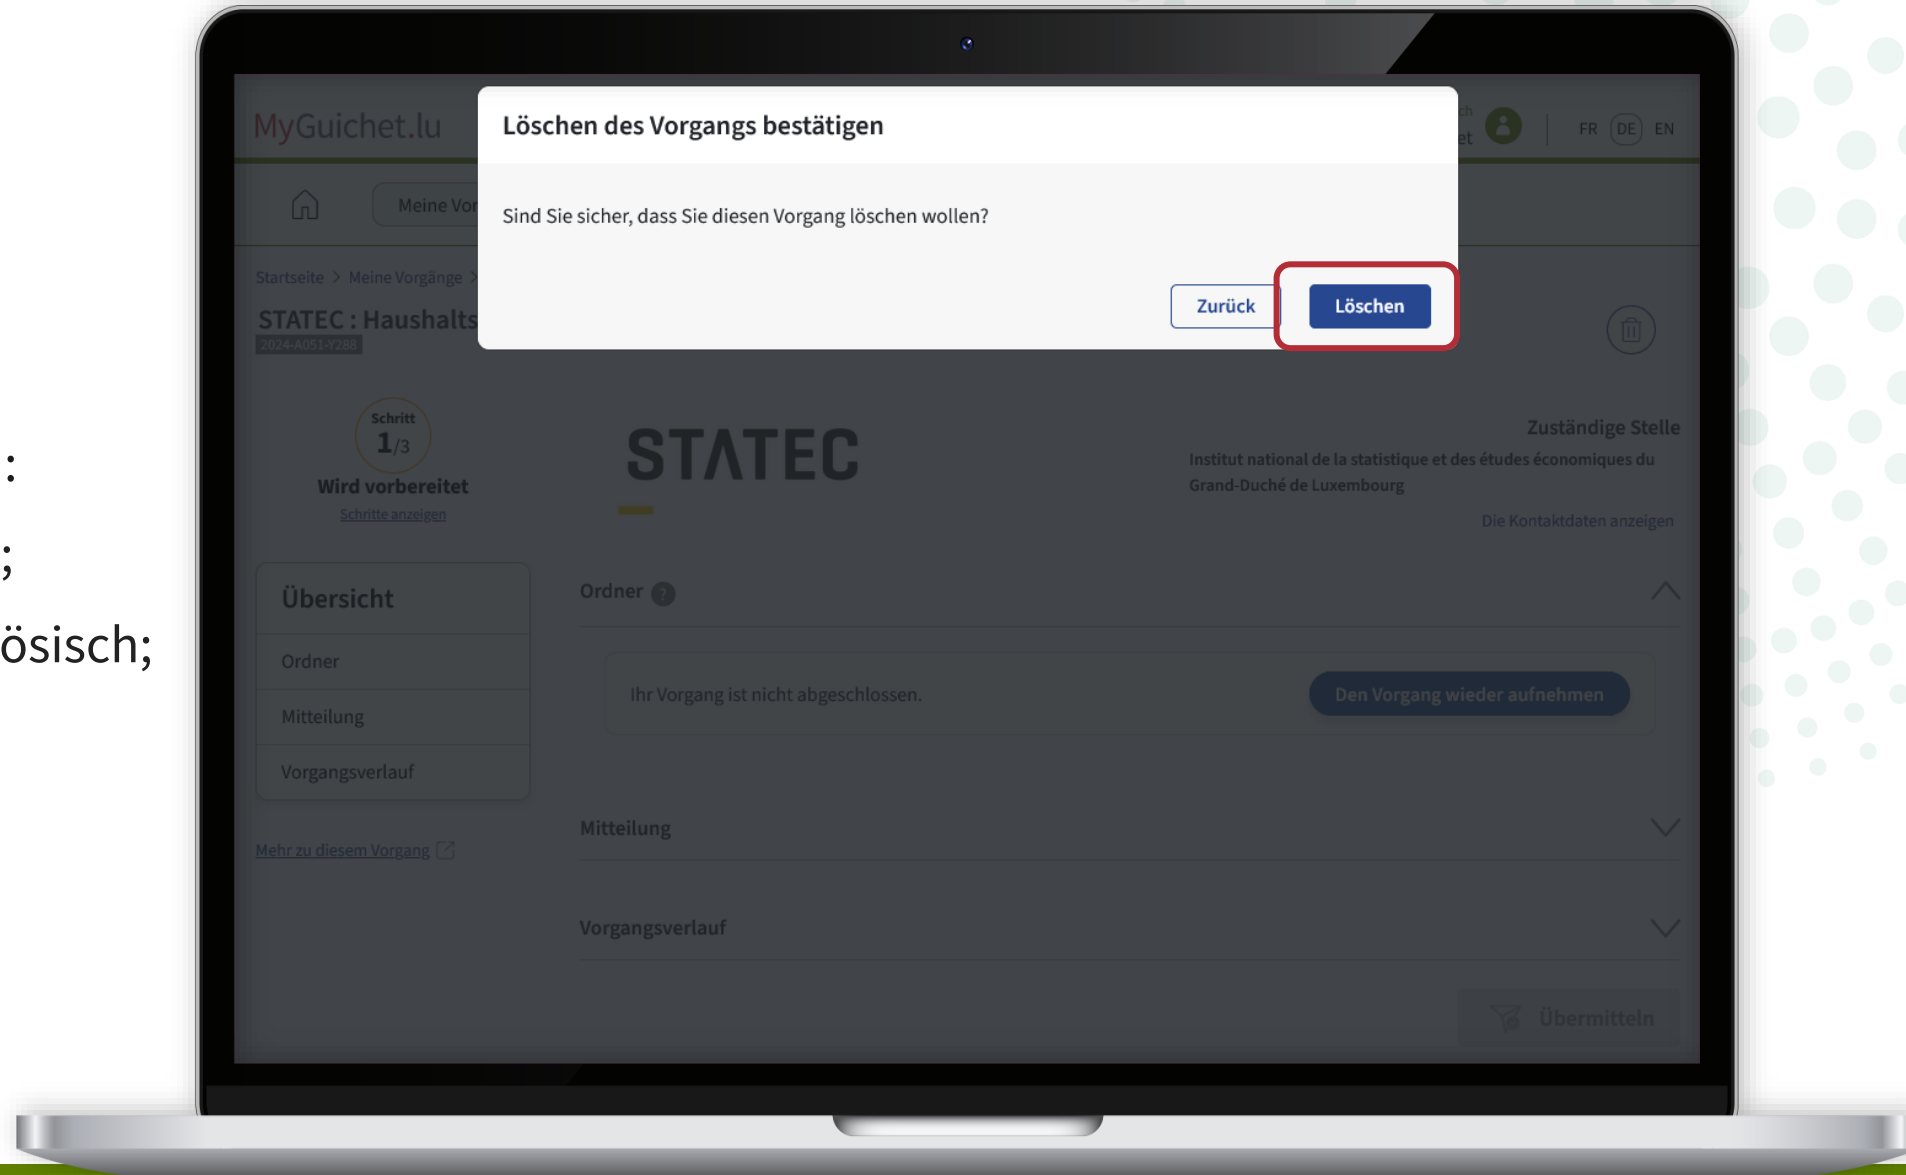 :
;
ösisch;
MyGuichet.lu
ch
et
FR DE EN
Löschen des Vorgangs bestätigen
Meine Vor
Sind Sie sicher, dass Sie diesen Vorgang löschen wollen?
Zurück
Löschen
Startseite > Meine Vorgänge >
STATEC : Haushalts
2024-A051-Y288
Schritt
1/3
Wird vorbereitet
Schritte anzeigen
STATEC
Zuständige Stelle
Institut national de la statistique et des études économiques du
Grand-Duché de Luxembourg
Die Kontaktdaten anzeigen
Übersicht
Ordner
Mitteilung
Vorgangsverlauf
Mehr zu diesem Vorgang
Ordner ?
Ihr Vorgang ist nicht abgeschlossen.
Den Vorgang wieder aufnehmen
Mitteilung
Vorgangsverlauf
Übermitteln